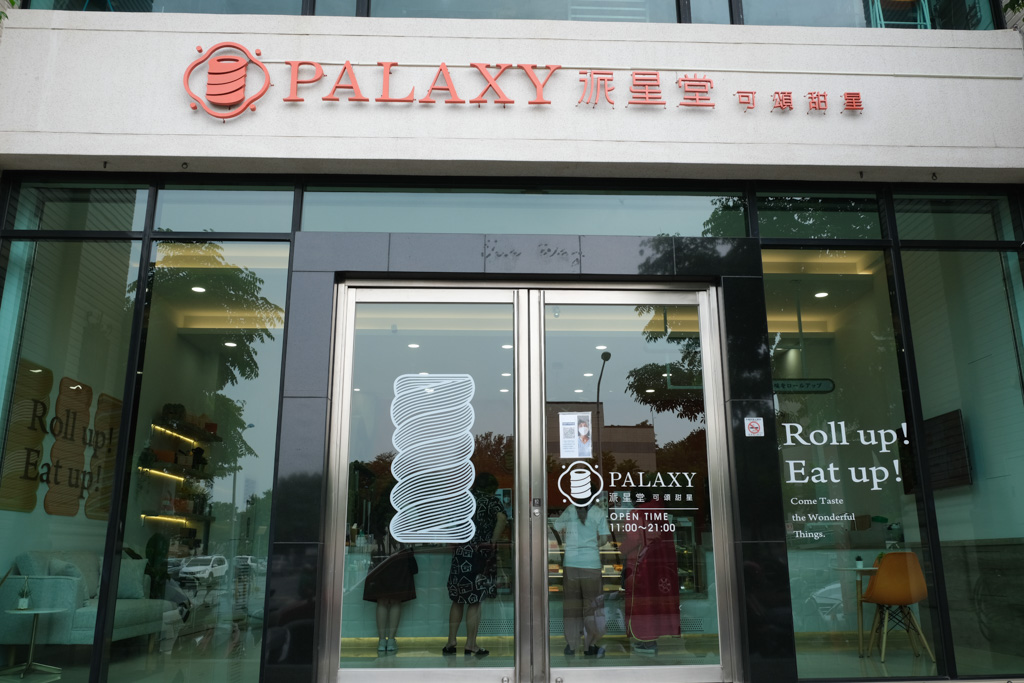 PALAXY 派星堂 可頌甜星
Roll up!
Eat up!
PALAXY
派星堂 可頌甜星
OPEN TIME
11:00~21:00
Roll up!
Eat up!
Come Taste
the Wonderful
Things.